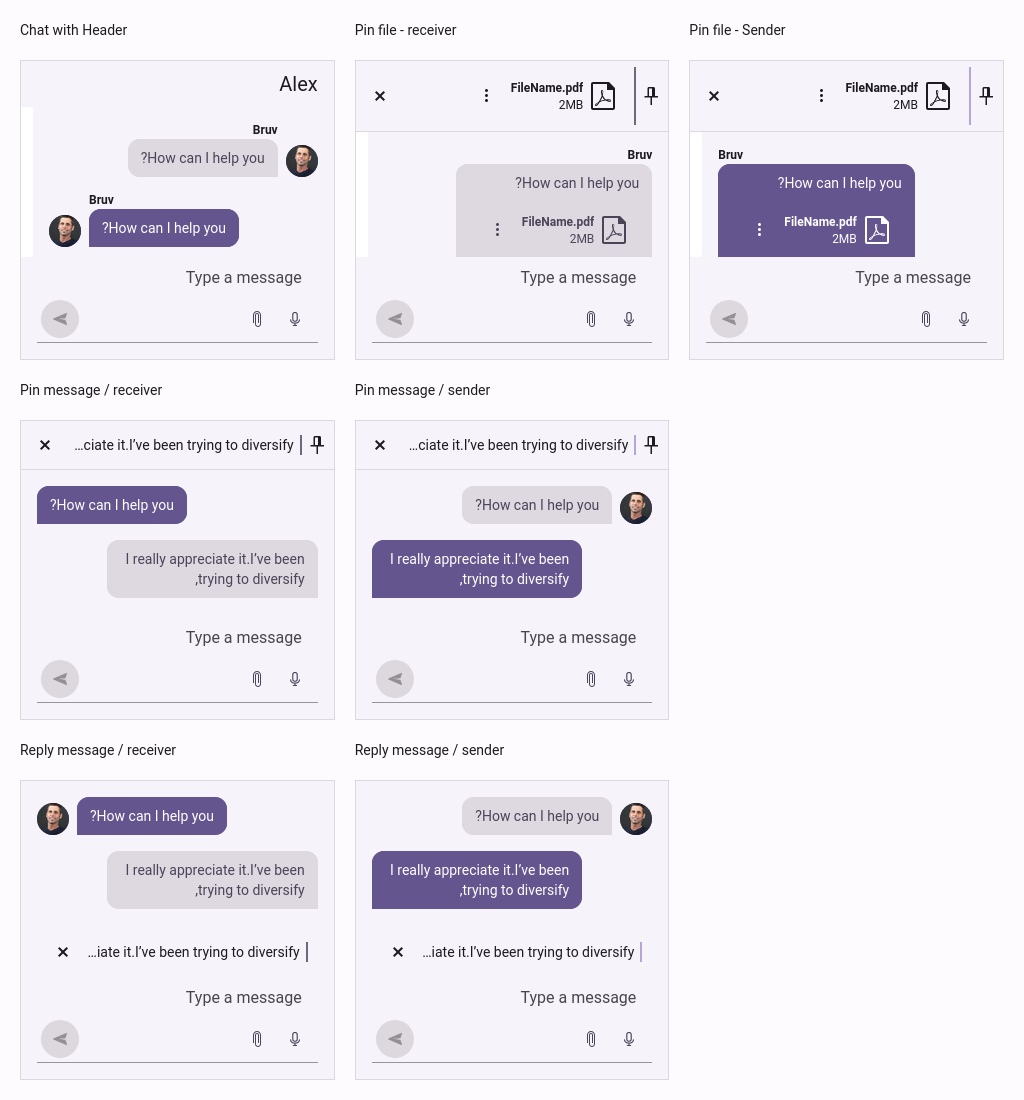 Chat with Header
Alex
Bruv
?How can I help you
Bruv
?How can I help you
Type a message
Pin file - receiver
FileName.pdf
2MB
Bruv
?How can I help you
FileName.pdf
2MB
Type a message
Pin file - Sender
FileName.pdf
2MB
Bruv
?How can I help you
FileName.pdf
2MB
Type a message
Pin message / receiver
...ciate it.I've been trying to diversify
?How can I help you
I really appreciate it.I've been
,trying to diversify
Type a message
Pin message / sender
...ciate it.I've been trying to diversify
?How can I help you
I really appreciate it.I've been
,trying to diversify
Type a message
Reply message / receiver
?How can I help you
I really appreciate it.I've been
,trying to diversify
...iate it.I've been trying to diversify
Type a message
Reply message / sender
?How can I help you
I really appreciate it.I've been
,trying to diversify
...iate it.I've been trying to diversify
Type a message